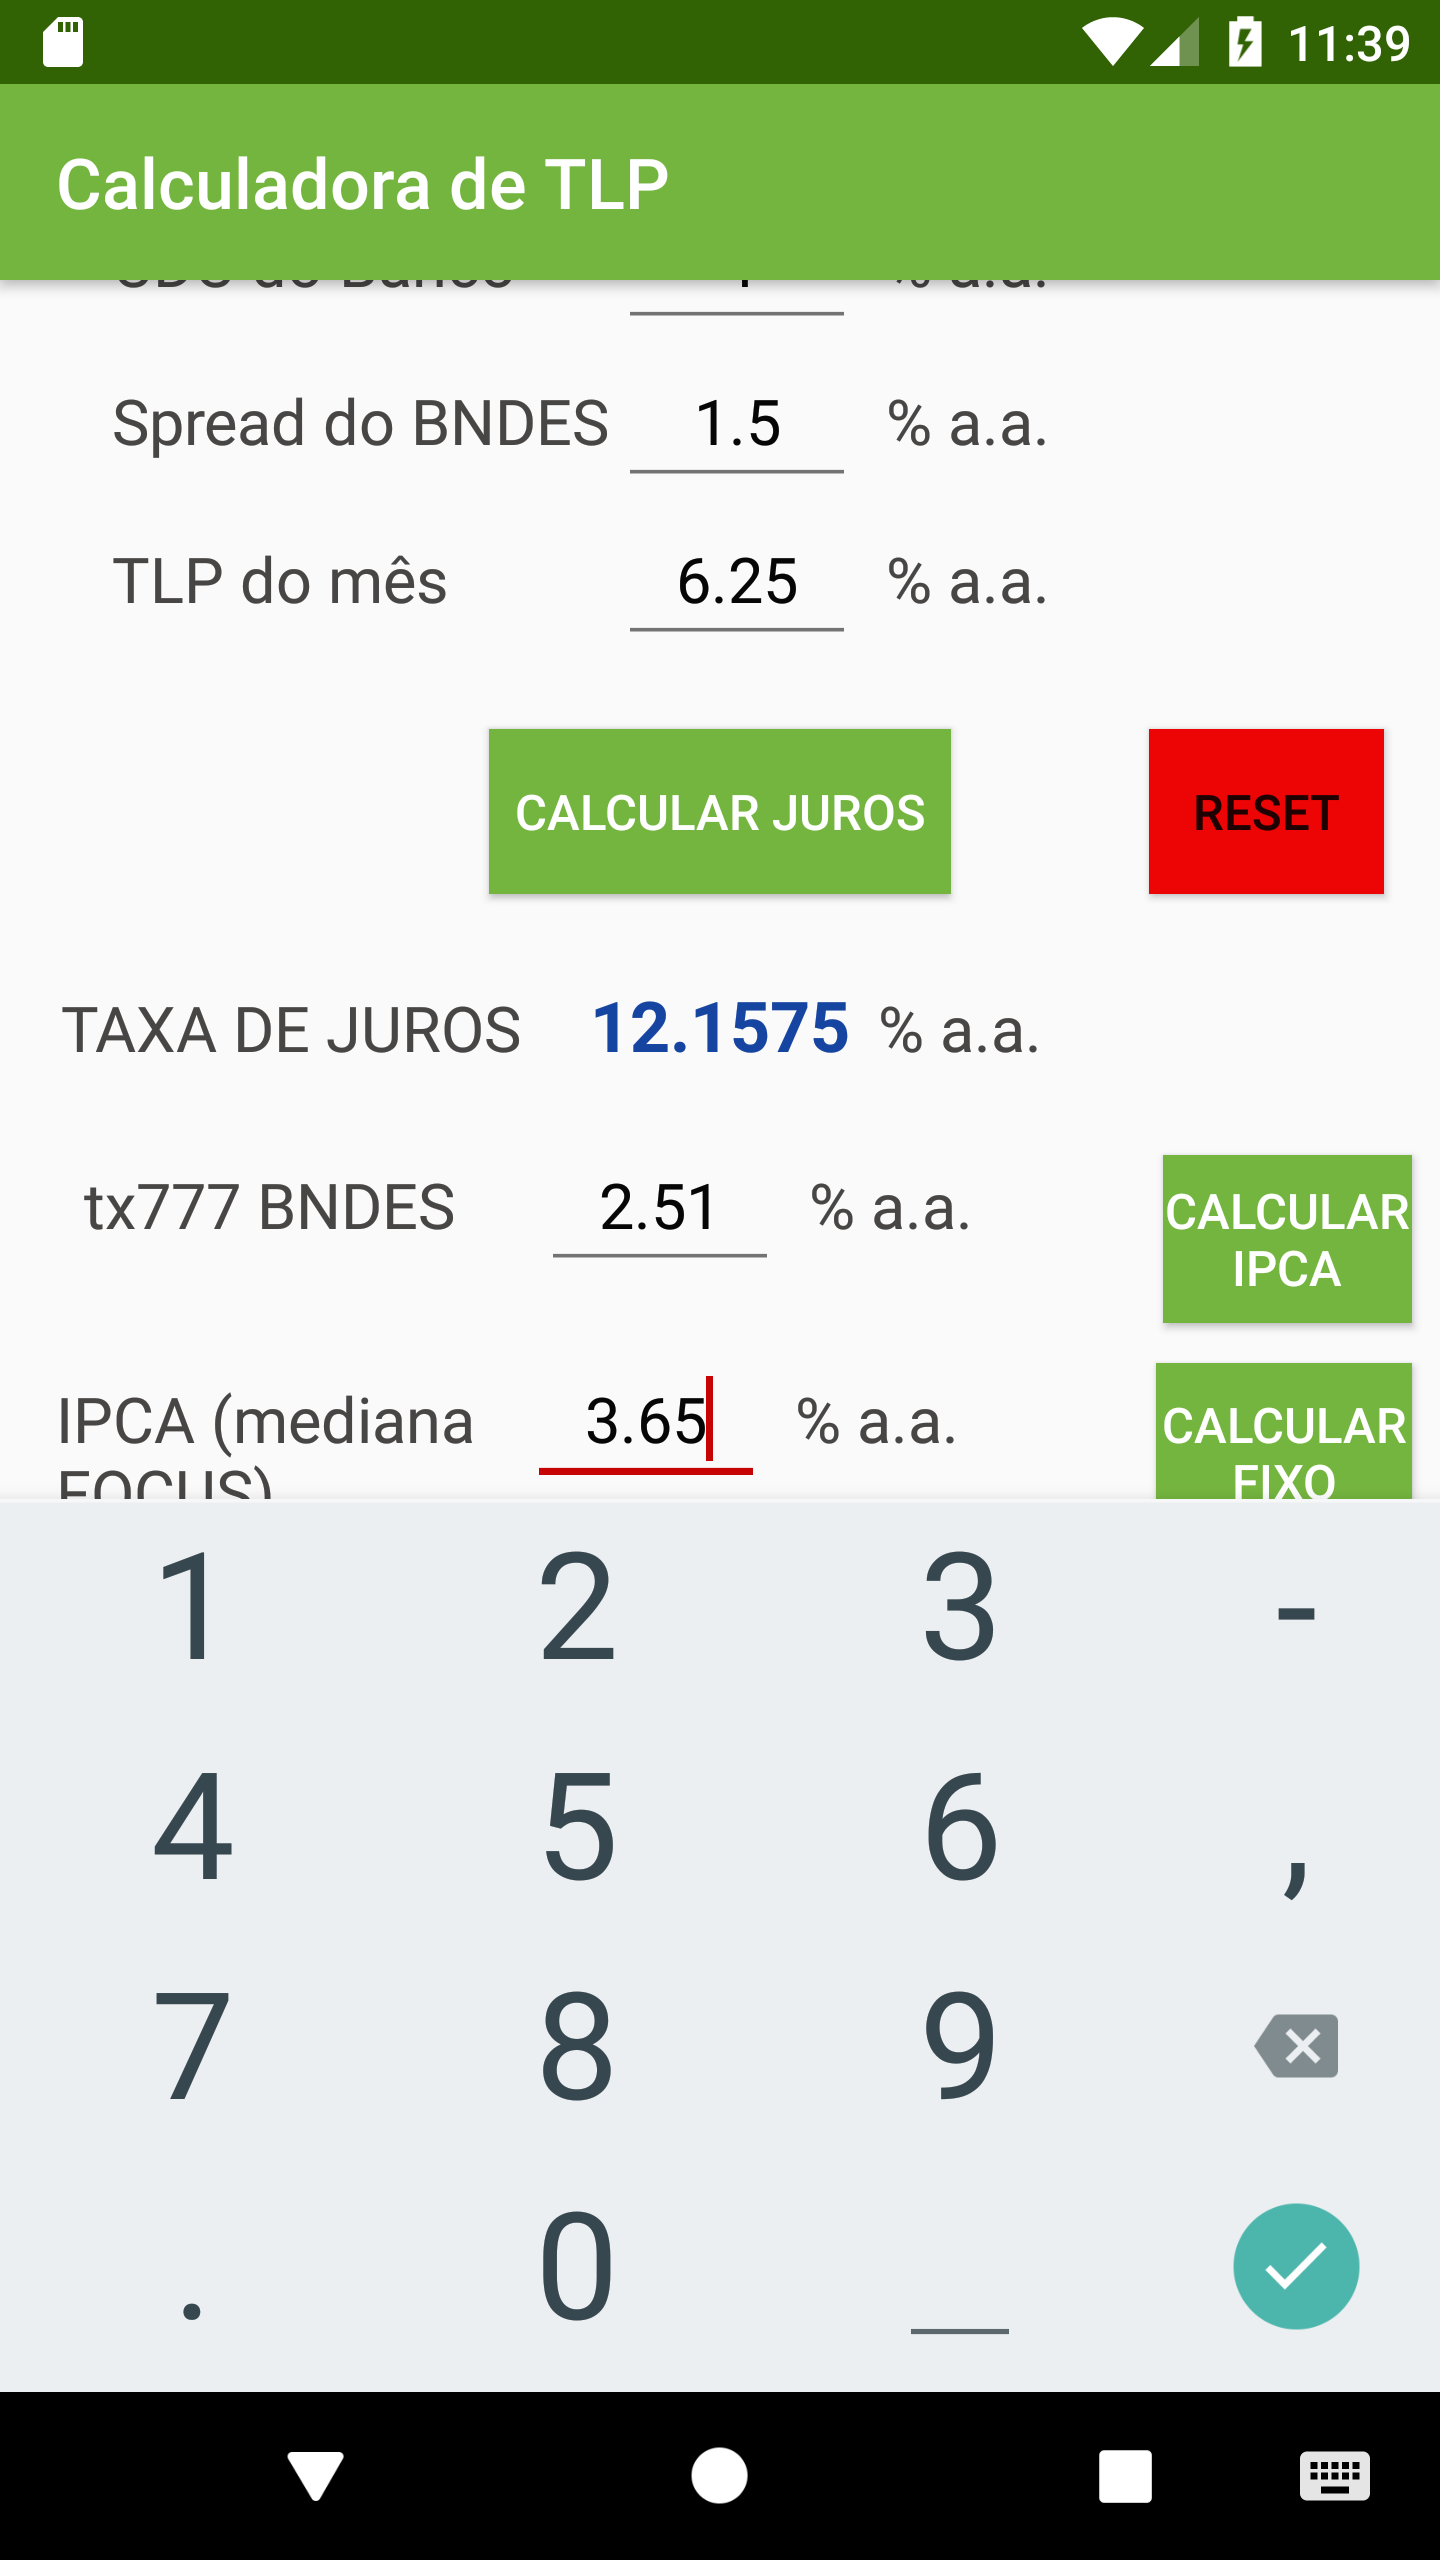 11:39
Calculadora de TLP
% a.a.
Spread do BNDES 1.5 % a.a.
TLP do mês 6.25 % a.a.
CALCULAR JUROS RESET
TAXA DE JUROS 12.1575 % a.a.
tx777 BNDES 2.51 % a.a.
CALCULAR
IPCA
IPCA (mediana
FOCUS)
3.65 % a.a.
CALCULAR
FIXO
1 2 3 -
4 5 6 ,
7 8 9
. 0 _